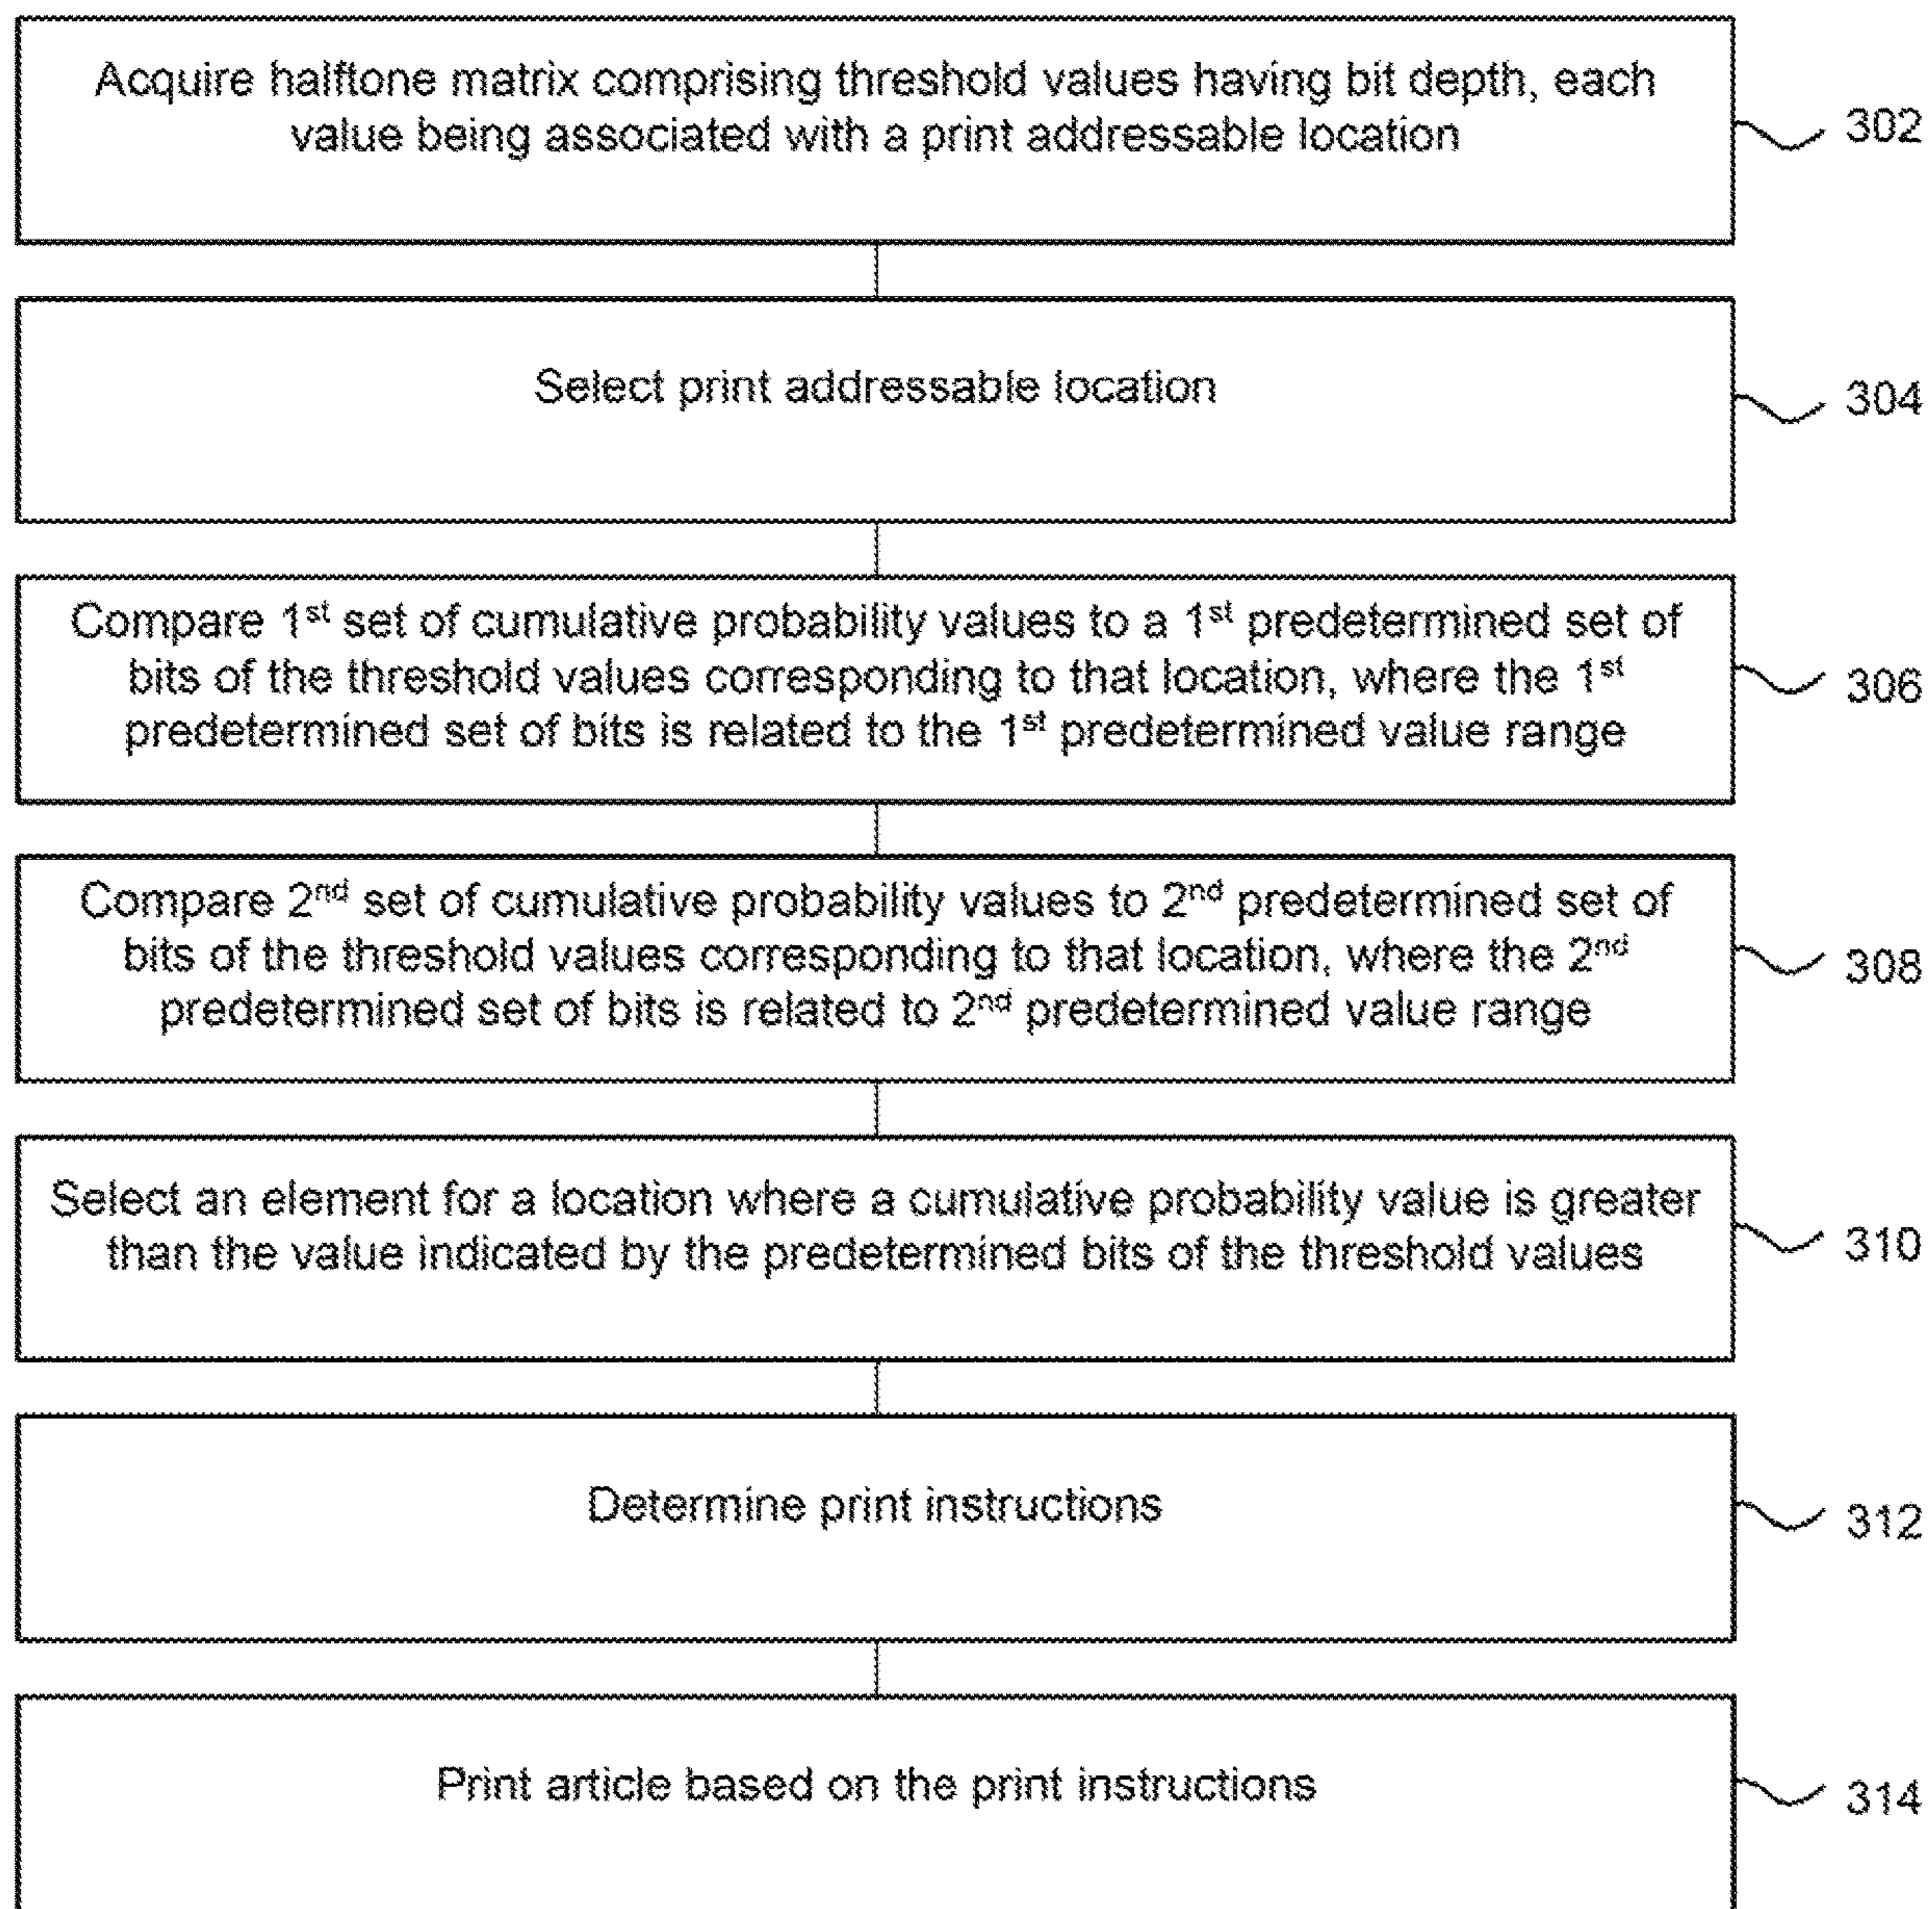 Acquire halftone matrix comprising threshold values having bit depth, each
value being associated with a print addressable location
302
Select print addressable location
304
Compare 1st set of cumulative probability values to a 1st predetermined set of
bits of the threshold values corresponding to that location, where the 1st
predetermined set of bits is related to the 1st predetermined value range
306
Compare 2nd set of cumulative probability values to 2nd predetermined set of
bits of the threshold values corresponding to that location, where the 2nd
predetermined set of bits is related to 2nd predetermined value range
308
Select an element for a location where a cumulative probability value is greater
than the value indicated by the predetermined bits of the threshold values
310
Determine print instructions
312
Print article based on the print instructions
314